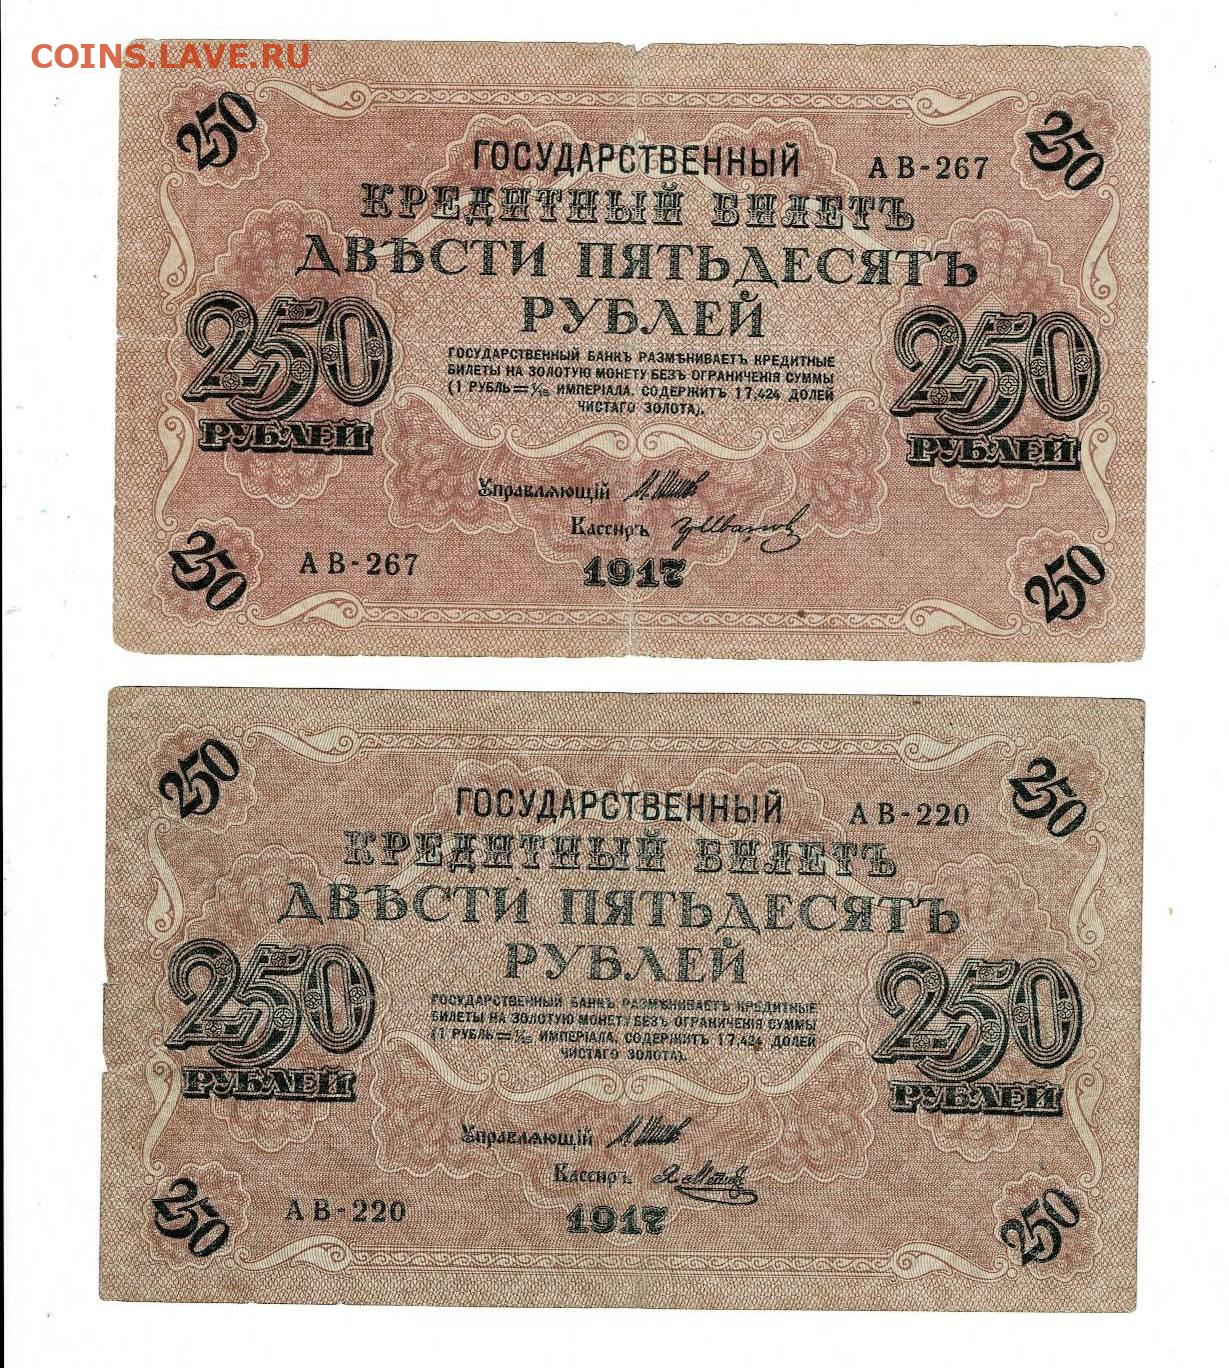 COINS.LAVE.RU
250 250
ГОСУДАРСТВЕННЫЙ АВ-267
КРЕДИТНЫЙ БИЛЕТЪ
ДВѢСТИ ПЯТЬДЕСЯТЪ
РУБЛЕЙ
250 250
РУБЛЕЙ РУБЛЕЙ
ГОСУДАРСТВЕННЫЙ БАНКЪ РАЗМѢНИВАЕТЪ КРЕДИТНЫЕ
БИЛЕТЫ НА ЗОЛОТУЮ МОНЕТУ БЕЗЪ ОГРАНИЧЕНІЯ СУММЫ
(1 РУБЛЬ = 1/15 ИМПЕРІАЛА, СОДЕРЖИТЪ 17,424 ДОЛЕЙ
ЧИСТАГО ЗОЛОТА).
Управляющій
Кассиръ
250 АВ-267 1917 250
250 250
ГОСУДАРСТВЕННЫЙ АВ-220
КРЕДИТНЫЙ БИЛЕТЪ
ДВѢСТИ ПЯТЬДЕСЯТЪ
РУБЛЕЙ
250 250
РУБЛЕЙ РУБЛЕЙ
ГОСУДАРСТВЕННЫЙ БАНКЪ РАЗМѢНИВАЕТЪ КРЕДИТНЫЕ
БИЛЕТЫ НА ЗОЛОТУЮ МОНЕТУ БЕЗЪ ОГРАНИЧЕНІЯ СУММЫ
(1 РУБЛЬ = 1/15 ИМПЕРІАЛА, СОДЕРЖИТЪ 17,424 ДОЛЕЙ
ЧИСТАГО ЗОЛОТА).
Управляющій
Кассиръ
250 АВ-220 1917 250